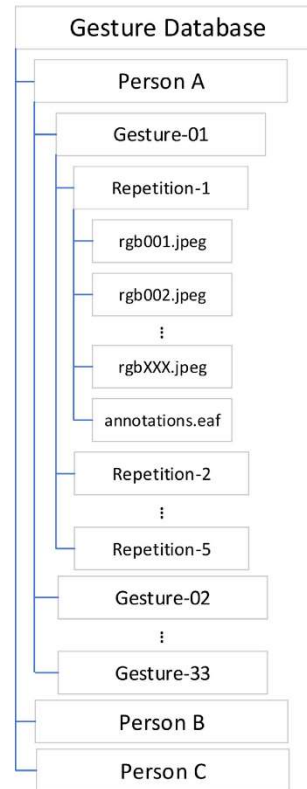 Gesture Database
Person A
Gesture-01
Repetition-1
rgb001.jpeg
rgb002.jpeg
⋮
rgbXXX.jpeg
annotations.eaf
Repetition-2
⋮
Repetition-5
Gesture-02
⋮
Gesture-33
Person B
Person C